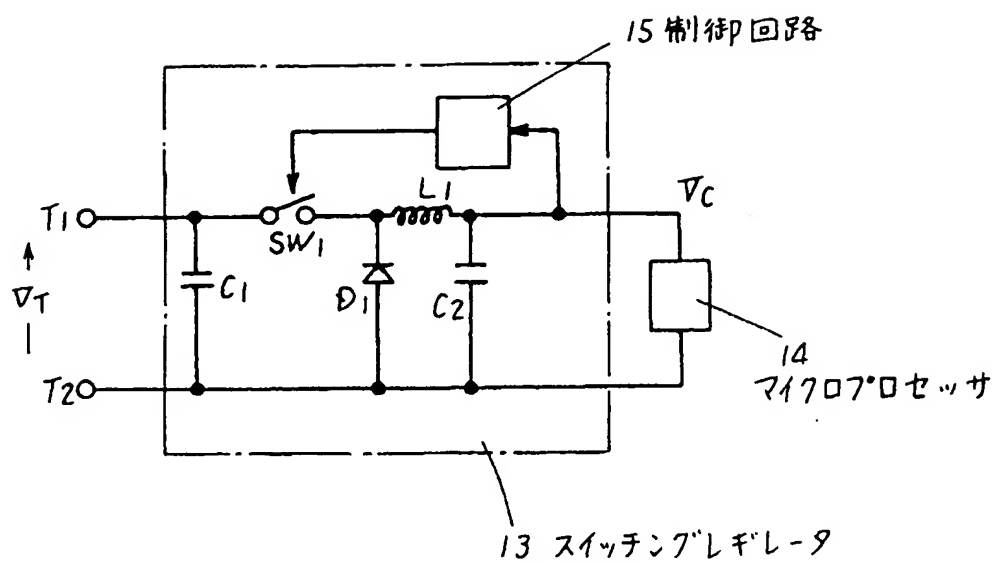 15 制御回路
L1
VC
T1
SW1
VT
C1
D1
C2
T2
14
マイクロプロセッサ
13 スイッチングレギレータ